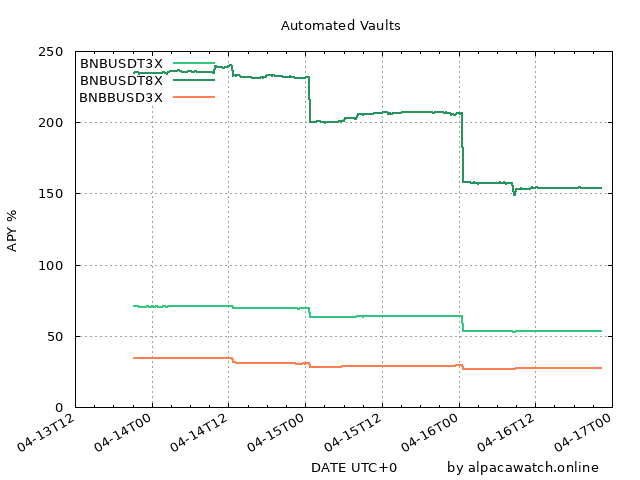 Automated Vaults
250
200
150
100
50
0
APY %
BNBUSDT3X
BNBUSDT8X
BNBBUSD3X
04-13T12
04-14T00
04-14T12
04-15T00
04-15T12
04-16T00
04-16T12
04-17T00
DATE UTC+0
by alpacawatch.online